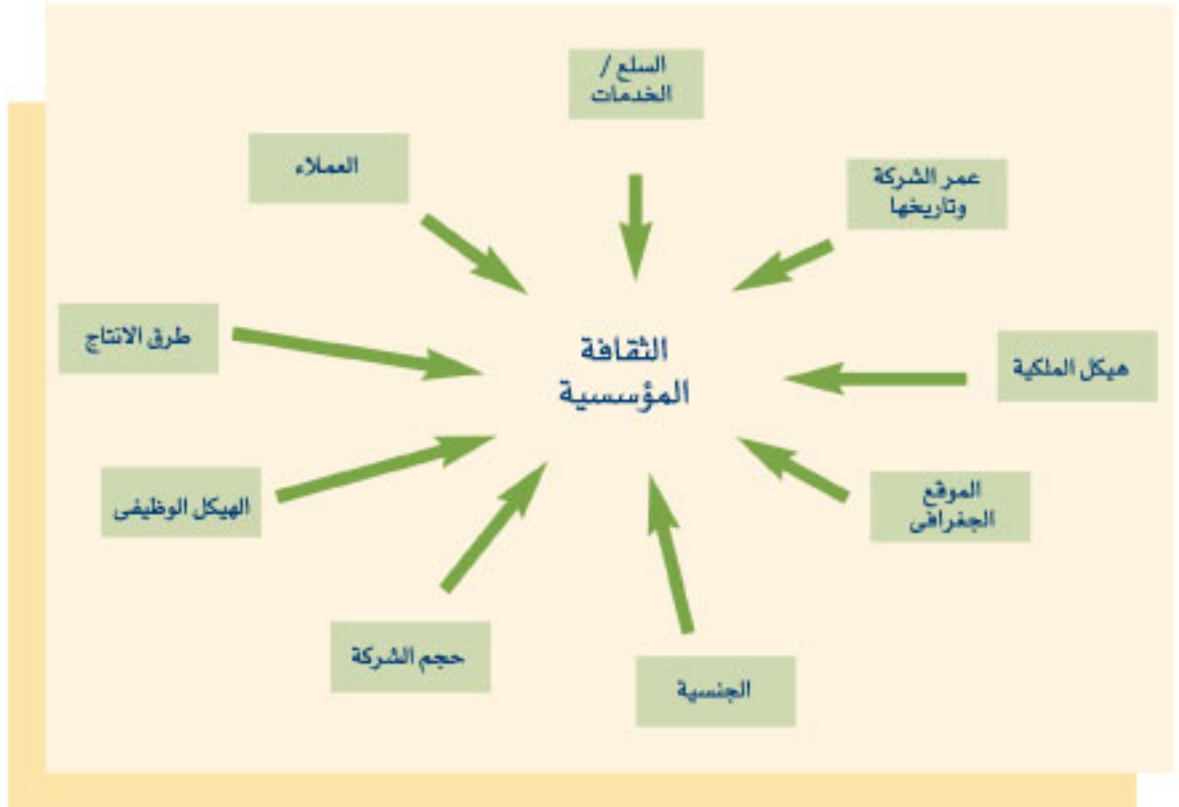 السلع /
الخدمات
عمر الشركة
وتاريخها
العملاء
هيكل الملكية
طرق الانتاج
الثقافة
المؤسسية
الموقع
الجغرافى
الهيكل الوظيفى
حجم الشركة
الجنسية